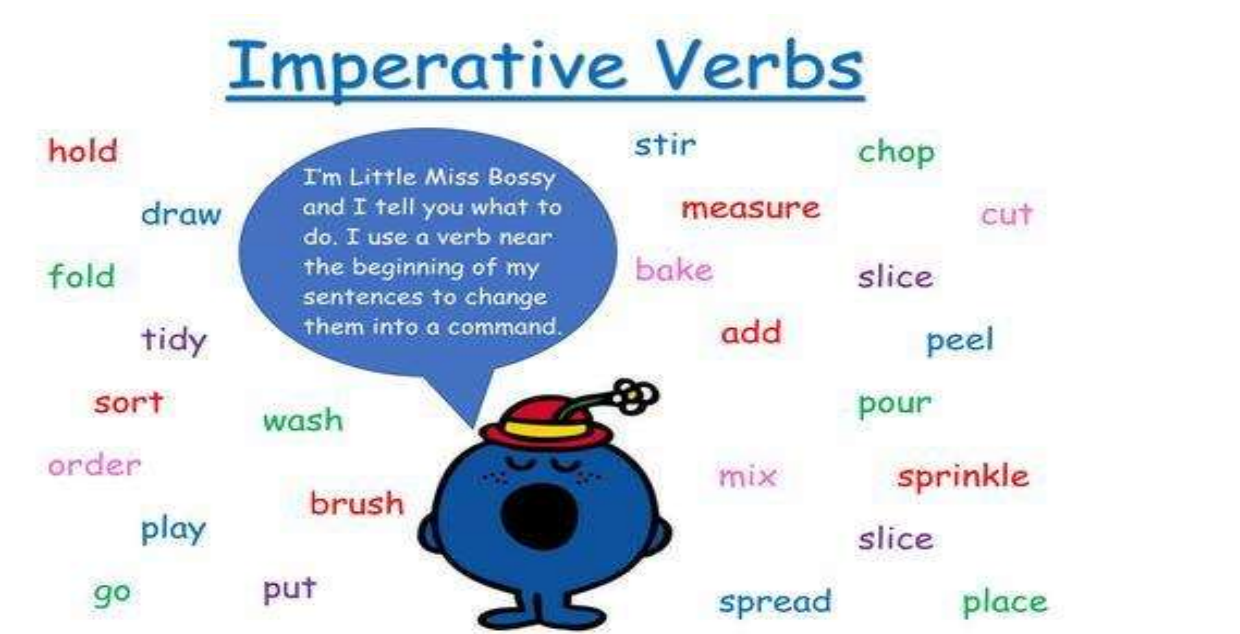 Imperative Verbs
hold
draw
fold
tidy
sort
wash
order
brush
play
go
put
I'm Little Miss Bossy
and I tell you what to
do. I use a verb near
the beginning of my
sentences to change
them into a command.
stir
chop
measure
cut
bake
slice
add
peel
pour
mix
sprinkle
slice
spread
place